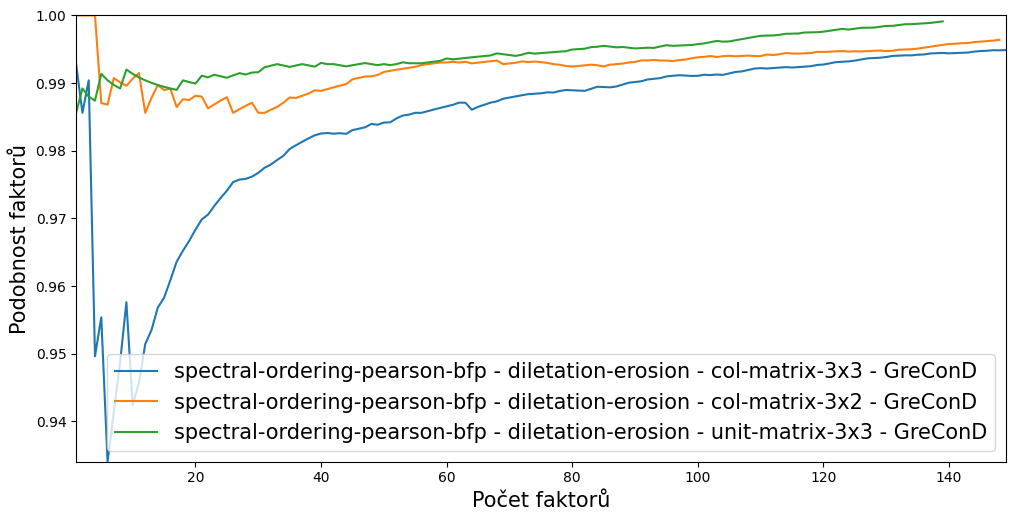 1.00
0.99
0.98
0.97
0.96
0.95
0.94
Podobnost faktorů
spectral-ordering-pearson-bfp - diletation-erosion - col-matrix-3x3 - GreConD
spectral-ordering-pearson-bfp - diletation-erosion - col-matrix-3x2 - GreConD
spectral-ordering-pearson-bfp - diletation-erosion - unit-matrix-3x3 - GreConD
20 40 60 80 100 120 140
Počet faktorů